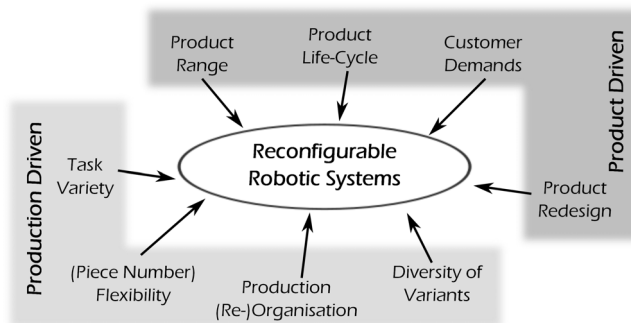 Product
Range
Product
Life-Cycle
Customer
Demands
Product Driven
Production Driven
Task
Variety
Reconfigurable
Robotic Systems
Product
Redesign
(Piece Number)
Flexibility
Production
(Re-)Organisation
Diversity of
Variants